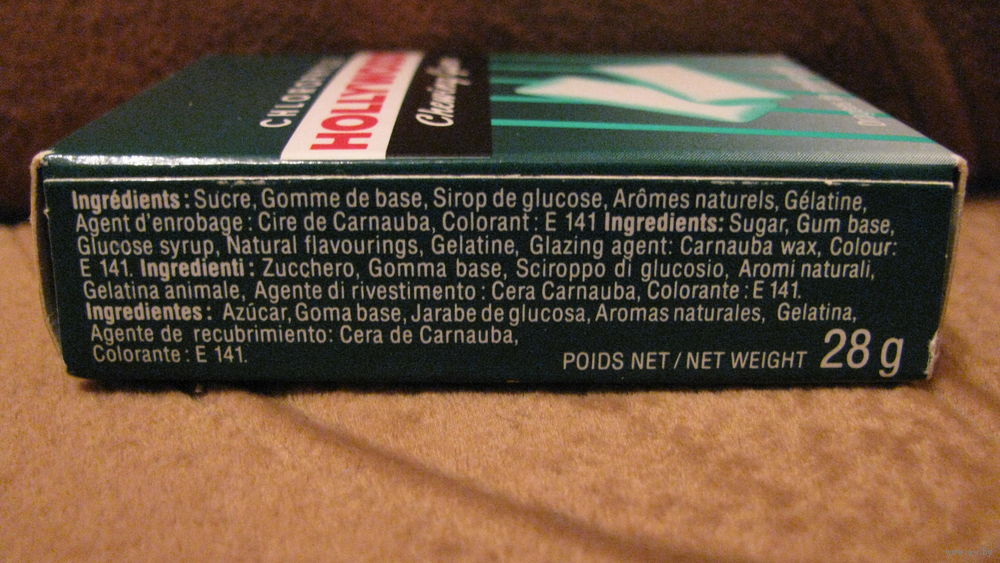 HOLLYWOOD
Chewing Gum
Ingrédients : Sucre, Gomme de base, Sirop de glucose, Arômes naturels, Gélatine,
Agent d'enrobage : Cire de Carnauba, Colorant : E 141 Ingredients: Sugar, Gum base,
Glucose syrup, Natural flavourings, Gelatine, Glazing agent: Carnauba wax, Colour:
E 141. Ingredienti : Zucchero, Gomma base, Sciroppo di glucosio, Aromi naturali,
Gelatina animale, Agente di rivestimento : Cera Carnauba, Colorante : E 141.
Ingredientes : Azúcar, Goma base, Jarabe de glucosa, Aromas naturales, Gelatina,
Agente de recubrimiento: Cera de Carnauba,
Colorante : E 141.
POIDS NET / NET WEIGHT 28 g